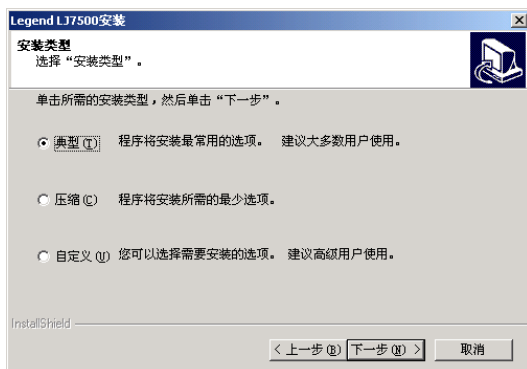 Legend LJ7500安装
安装类型
选择“安装类型”。
单击所需的安装类型，然后单击“下一步”。
典型(T) 程序将安装最常用的选项。 建议大多数用户使用。
压缩(C) 程序将安装所需的最少选项。
自定义(U) 您可以选择需要安装的选项。 建议高级用户使用。
InstallShield
< 上一步(B) 下一步(N) > 取消